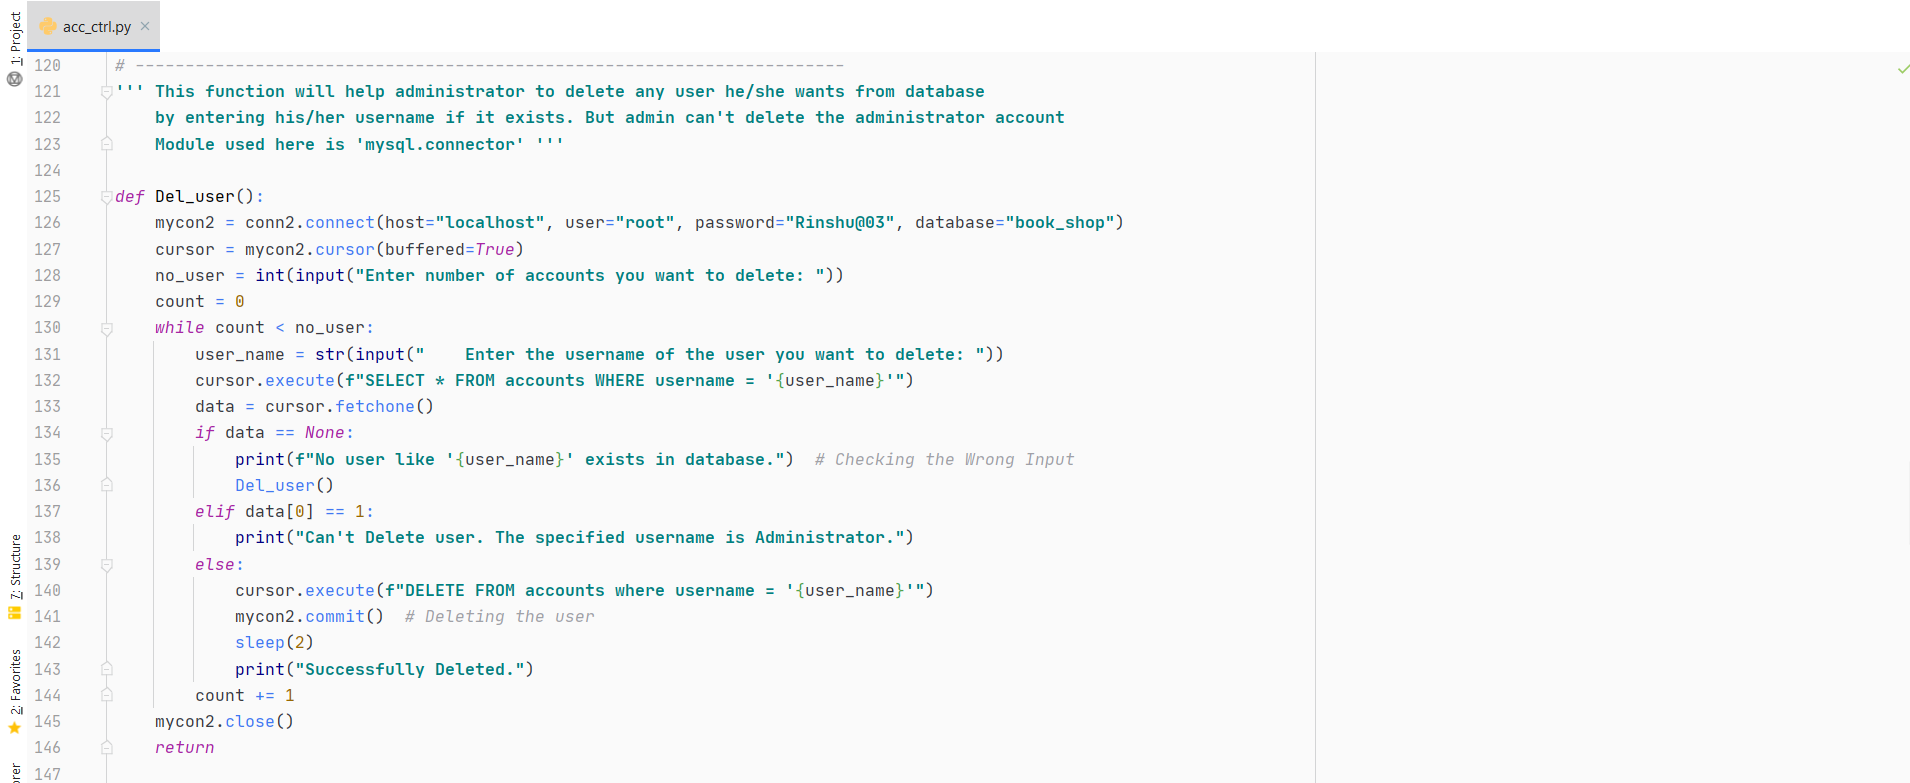 1: Project
acc_ctrl.py
120 # -----------------------------------------------------------------------
121 ''' This function will help administrator to delete any user he/she wants from database
122     by entering his/her username if it exists. But admin can't delete the administrator account
123     Module used here is 'mysql.connector' '''
124
125 def Del_user():
126     mycon2 = conn2.connect(host="localhost", user="root", password="Rinshu@03", database="book_shop")
127     cursor = mycon2.cursor(buffered=True)
128     no_user = int(input("Enter number of accounts you want to delete: "))
129     count = 0
130     while count < no_user:
131         user_name = str(input("    Enter the username of the user you want to delete: "))
132         cursor.execute(f"SELECT * FROM accounts WHERE username = '{user_name}'")
133         data = cursor.fetchone()
134         if data == None:
135             print(f"No user like '{user_name}' exists in database.")  # Checking the Wrong Input
136             Del_user()
137         elif data[0] == 1:
138             print("Can't Delete user. The specified username is Administrator.")
139         else:
140             cursor.execute(f"DELETE FROM accounts where username = '{user_name}'")
141             mycon2.commit()  # Deleting the user
142             sleep(2)
143             print("Successfully Deleted.")
144         count += 1
145     mycon2.close()
146     return
147
7: Structure
2: Favorites